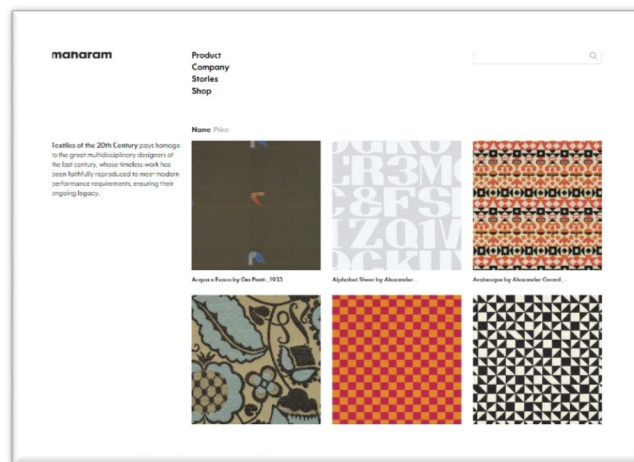 maharam
Product
Company
Stories
Shop
Name Price
Textiles of the 20th Century pays homage
to the great multidisciplinary designers of
the last century, whose timeless work has
been faithfully reproduced to meet modern
performance requirements, ensuring their
ongoing legacy.
Acqua e Fuoco by Gio Ponti, 1933
Alphabet Sheer by Alexander...
Arabesque by Alexander Girard,...